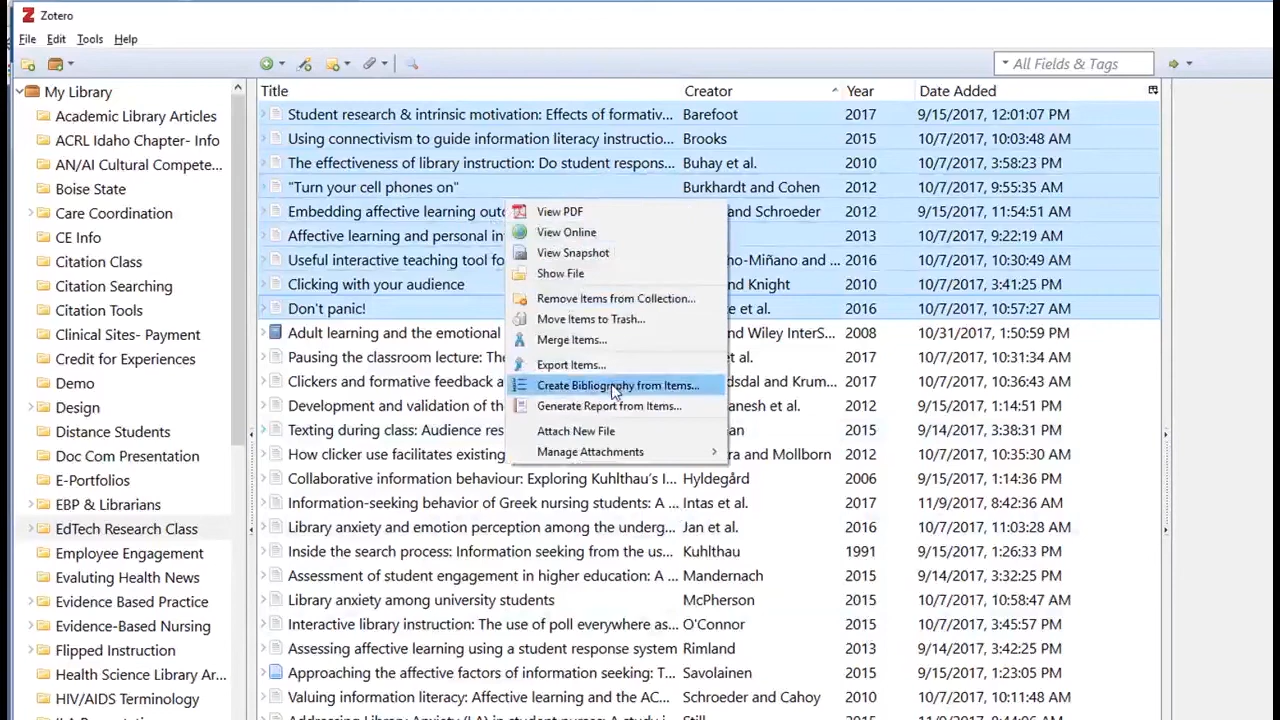 Zotero
File Edit Tools Help
All Fields & Tags
My Library
Academic Library Articles
ACRL Idaho Chapter- Info
AN/AI Cultural Compete...
Boise State
Care Coordination
CE Info
Citation Class
Citation Searching
Citation Tools
Clinical Sites- Payment
Credit for Experiences
Demo
Design
Distance Students
Doc Com Presentation
E-Portfolios
EBP & Librarians
EdTech Research Class
Employee Engagement
Evaluting Health News
Evidence Based Practice
Evidence-Based Nursing
Flipped Instruction
Health Science Library Ar...
HIV/AIDS Terminology
Title Creator Year Date Added
Student research & intrinsic motivation: Effects of formativ... Barefoot 2017 9/15/2017, 12:01:07 PM
Using connectivism to guide information literacy instructio... Brooks 2015 10/7/2017, 10:03:48 AM
The effectiveness of library instruction: Do student respons... Buhay et al. 2010 10/7/2017, 3:58:23 PM
"Turn your cell phones on" Burkhardt and Cohen 2012 10/7/2017, 9:55:35 AM
Embedding affective learning and Schroeder 2012 9/15/2017, 11:54:51 AM
Affective learning and personal 2013 10/7/2017, 9:22:19 AM
Useful interactive teaching tool and ... 2016 10/7/2017, 10:30:49 AM
Clicking with your audience and Knight 2010 10/7/2017, 3:41:25 PM
Don't panic! et al. 2016 10/7/2017, 10:57:27 AM
Adult learning and the emotional and Wiley InterS... 2008 10/31/2017, 1:50:59 PM
Pausing the classroom lecture: et al. 2015 10/7/2017, 10:31:34 AM
Clickers and formative feedback and Krum... 2015 10/7/2017, 10:36:43 AM
Development and validation of et al. 2015 9/14/2017, 1:14:51 PM
Texting during class: Audience 2015 9/14/2017, 3:38:31 PM
How clicker use facilitates existing and Mollborn 2012 10/7/2017, 10:35:30 AM
Collaborative information behaviour: Exploring Kuhlthau's I... Hyldegård 2006 9/15/2017, 1:14:36 PM
Information-seeking behavior of Greek nursing students: A ... Intas et al. 2017 11/9/2017, 8:42:36 AM
Library anxiety and emotion perception among the underg... Jan et al. 2016 10/7/2017, 11:03:28 AM
Inside the search process: Information seeking from the us... Kuhlthau 1991 9/15/2017, 1:26:33 PM
Assessment of student engagement in higher education: A ... Mandernach 2015 9/14/2017, 3:32:25 PM
Library anxiety among university students McPherson 2015 10/7/2017, 10:58:47 AM
Interactive library instruction: The use of poll everywhere as... O'Connor 2015 10/7/2017, 3:45:57 PM
Assessing affective learning using a student response system Rimland 2013 9/14/2017, 3:42:25 PM
Approaching the affective factors of information seeking: T... Savolainen 2015 9/15/2017, 1:23:05 PM
Valuing information literacy: Affective learning and the AC... Schroeder and Cahoy 2010 10/7/2017, 10:11:48 AM
View PDF
View Online
View Snapshot
Show File
Remove Items from Collection...
Move Items to Trash...
Merge Items...
Export Items...
Create Bibliography from Items...
Generate Report from Items...
Attach New File
Manage Attachments